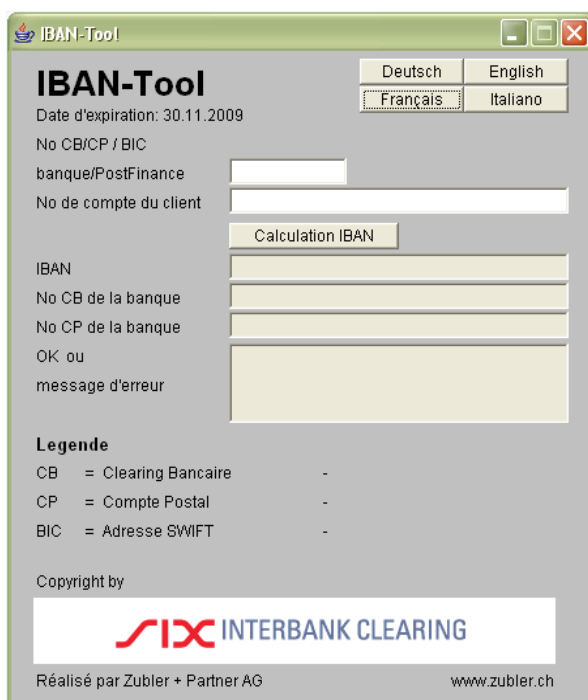 IBAN-Tool
IBAN-Tool
Deutsch English
Français Italiano
Date d'expiration: 30.11.2009
No CB/CP / BIC
banque/PostFinance
No de compte du client
Calculation IBAN
IBAN
No CB de la banque
No CP de la banque
OK ou
message d'erreur
Legende
CB = Clearing Bancaire -
CP = Compte Postal -
BIC = Adresse SWIFT -
Copyright by
SIX INTERBANK CLEARING
Réalisé par Zubler + Partner AG www.zubler.ch